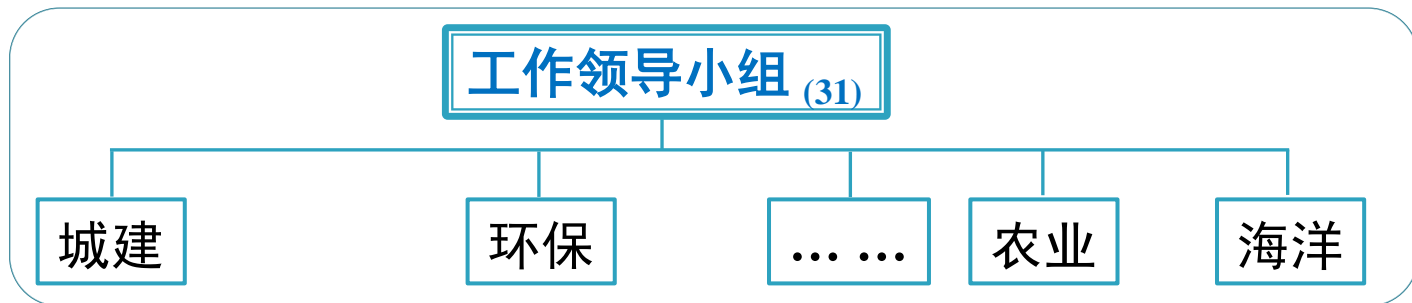 工作领导小组 (31)
城建 环保 … … 农业 海洋